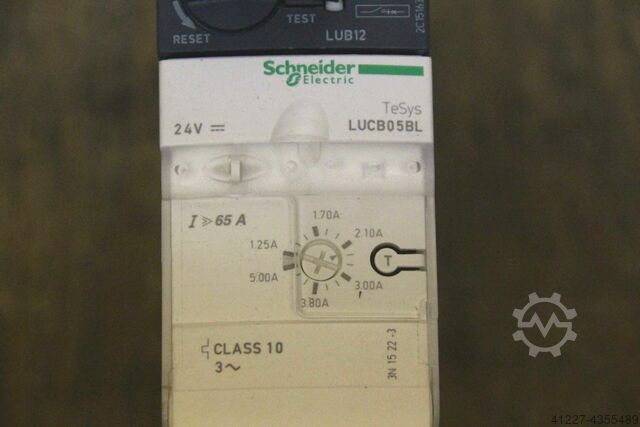 TEST
RESET
LUB12
Schneider
Electric
TeSys
24V
LUCB05BL
I > 65 A
1.70A
1.25A
2.10A
T
5.00A
3.00A
3.80A
CLASS 10
3~
3N 15 22 -3
41227-4355489